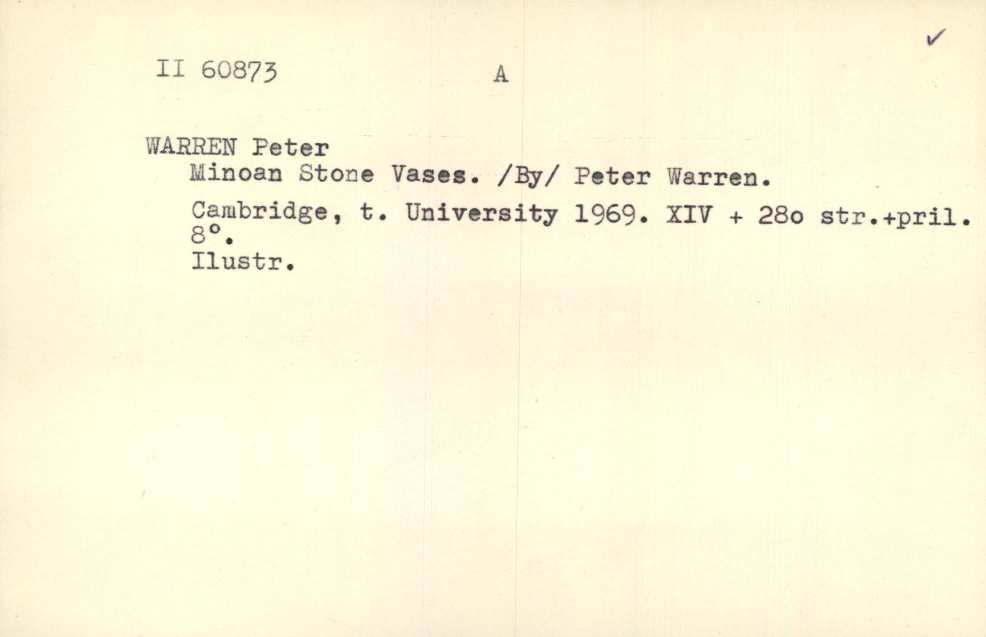 II 60873 A
WARREN Peter
Minoan Stone Vases. /By/ Peter Warren.
Cambridge, t. University 1969. XIV + 28o str.+pril.
8°.
Ilustr.